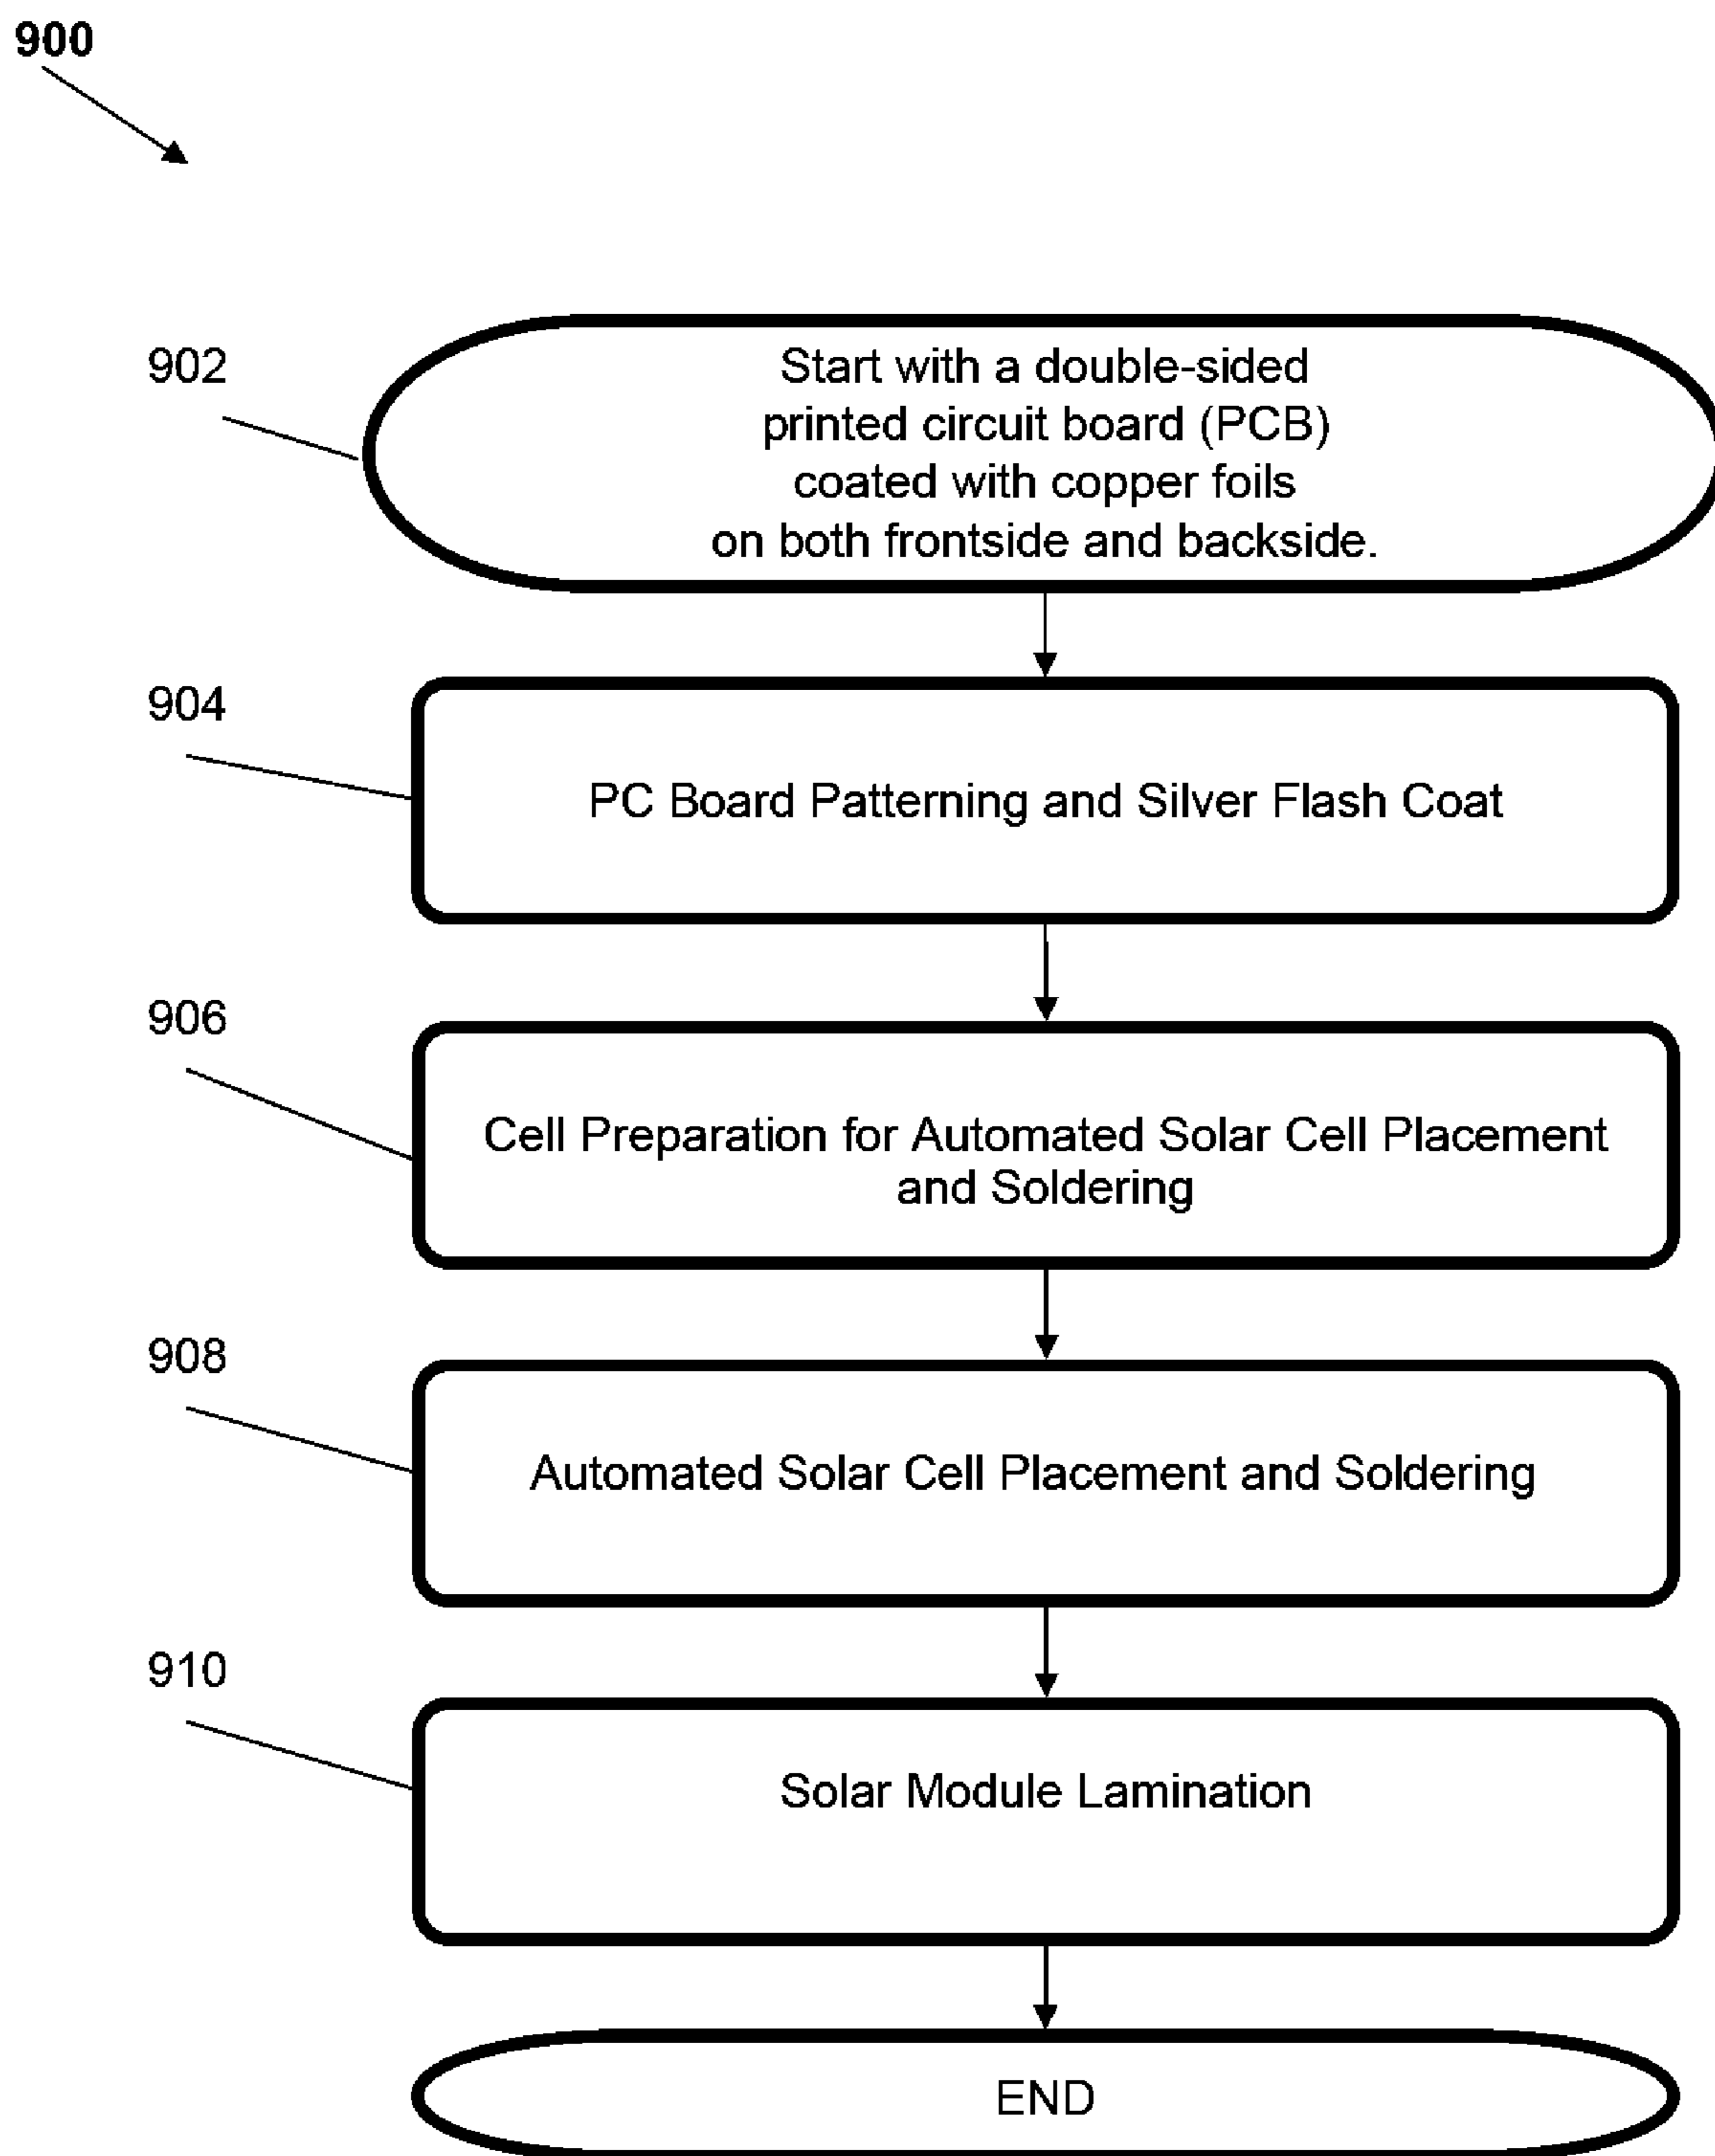 900
902
Start with a double-sided
printed circuit board (PCB)
coated with copper foils
on both frontside and backside.
904
PC Board Patterning and Silver Flash Coat
906
Cell Preparation for Automated Solar Cell Placement
and Soldering
908
Automated Solar Cell Placement and Soldering
910
Solar Module Lamination
END